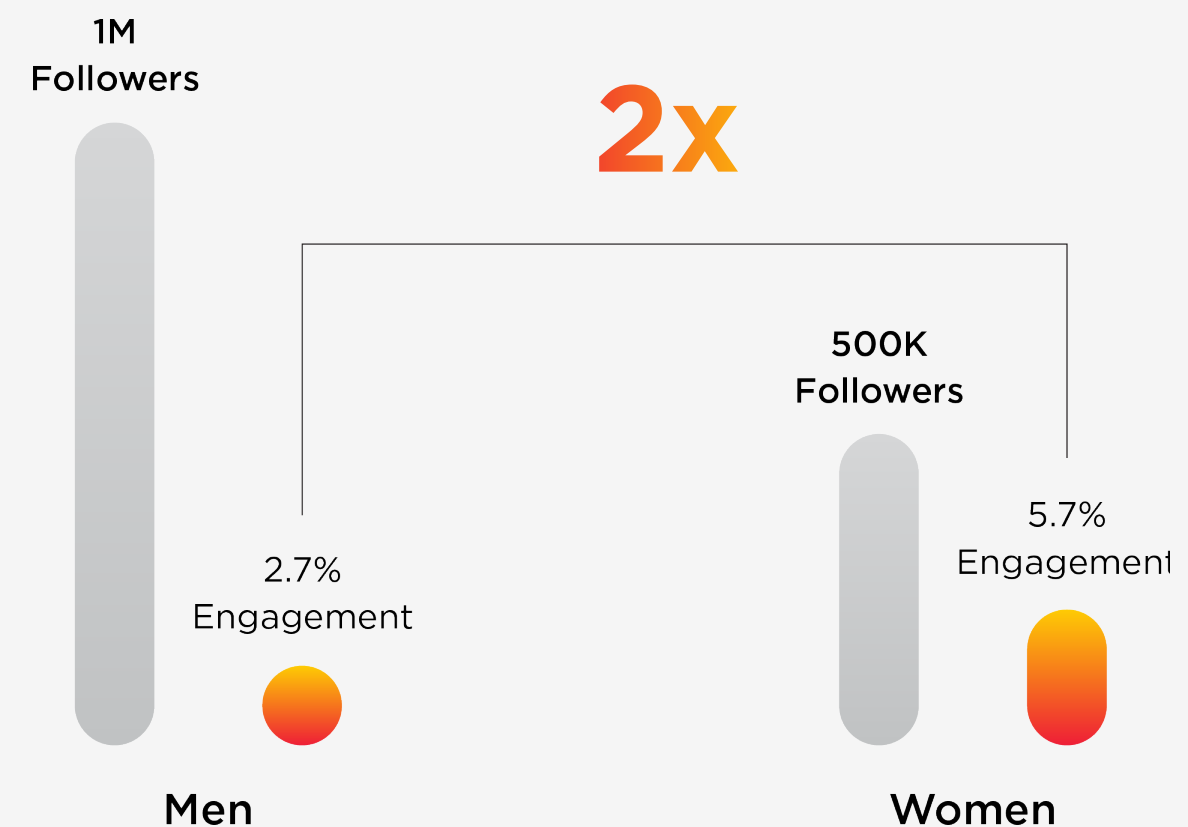 1M
Followers
2x
500K
Followers
2.7%
Engagement
5.7%
Engagement
Men
Women